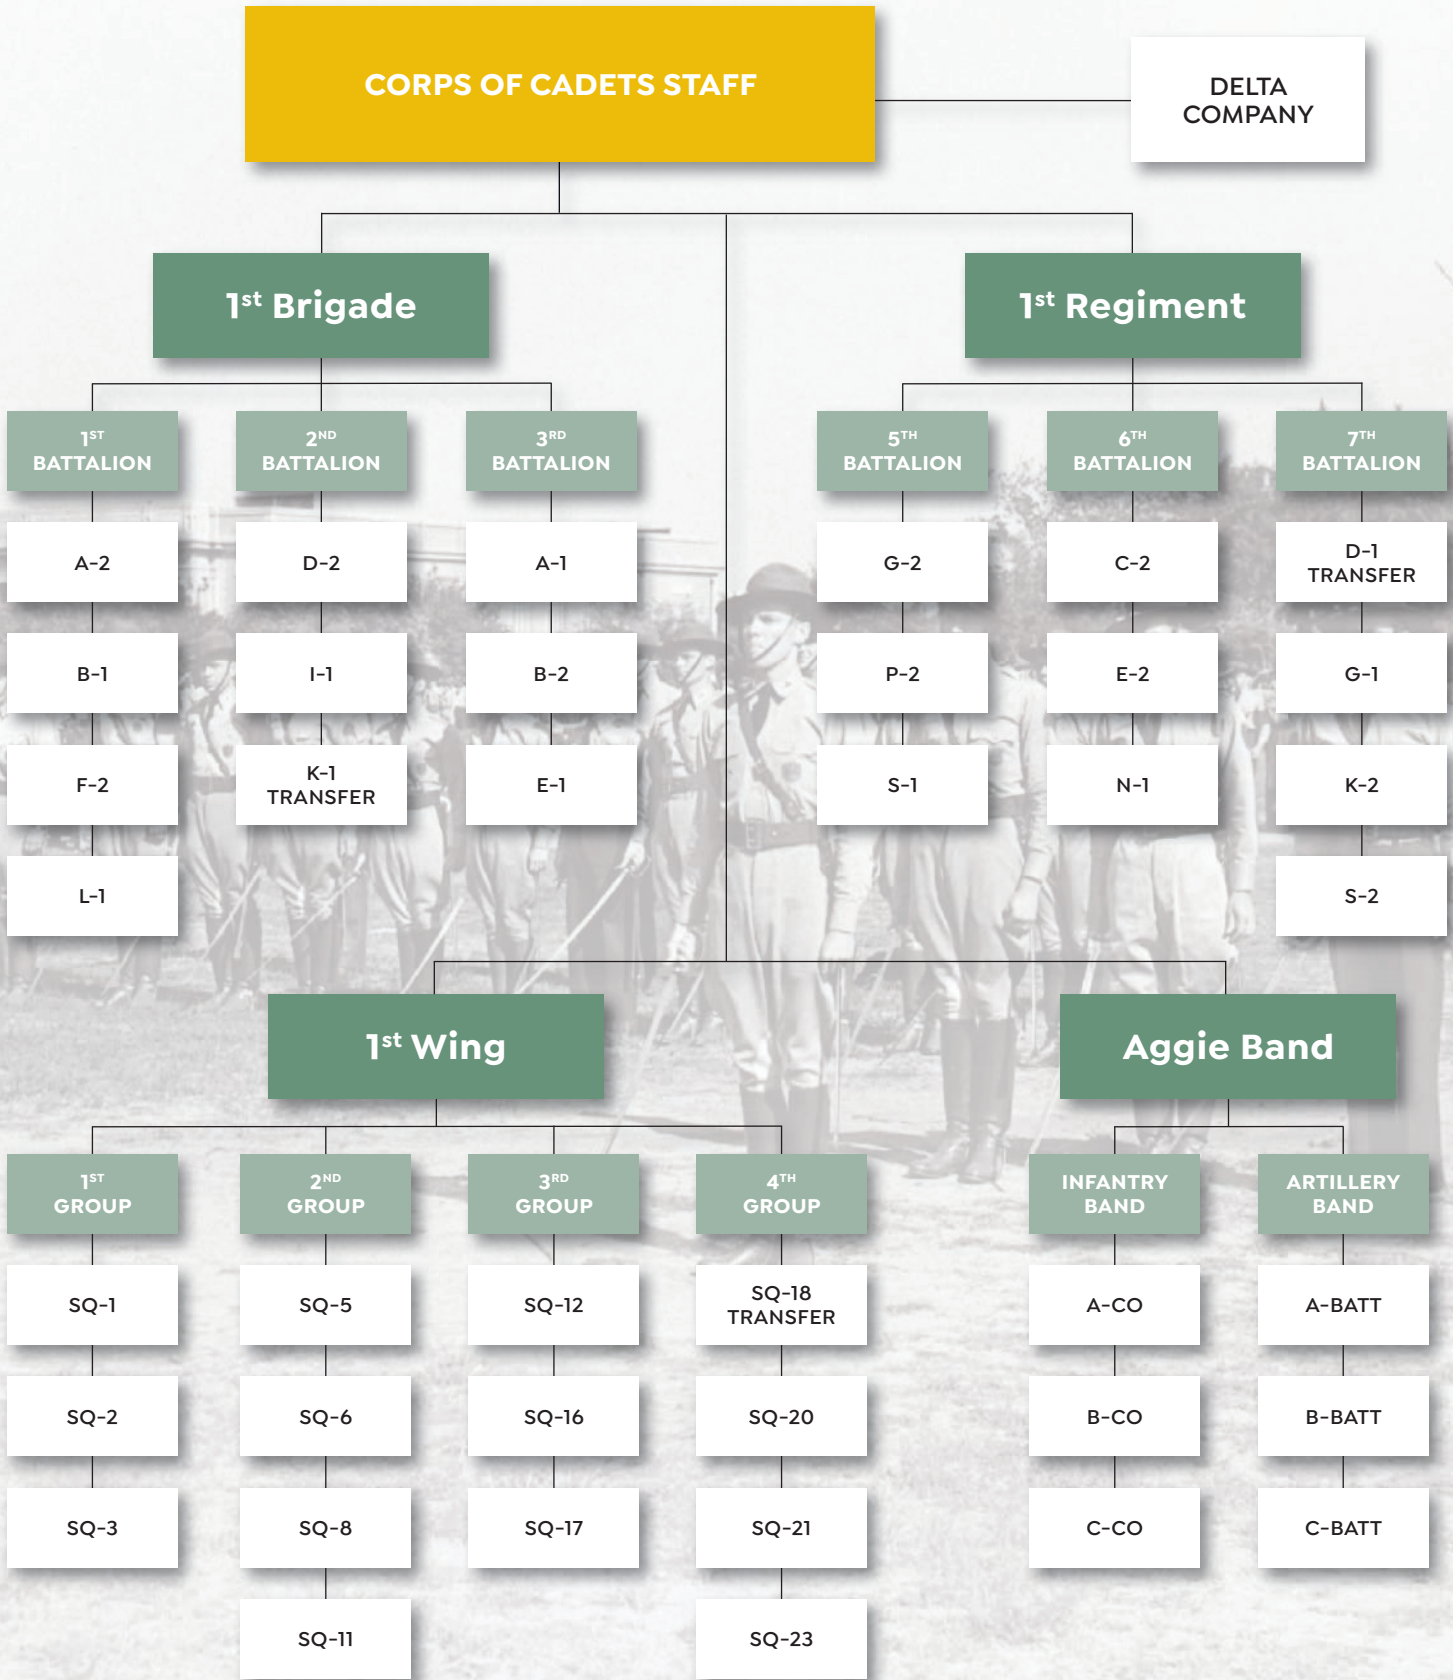 CORPS OF CADETS STAFF
DELTA
COMPANY
1st Brigade
1st Regiment
1ST
BATTALION
2ND
BATTALION
3RD
BATTALION
5TH
BATTALION
6TH
BATTALION
7TH
BATTALION
A-2
D-2
A-1
G-2
C-2
D-1
TRANSFER
B-1
I-1
B-2
P-2
E-2
G-1
F-2
K-1
TRANSFER
E-1
S-1
N-1
K-2
L-1
S-2
1st Wing
Aggie Band
1ST
GROUP
2ND
GROUP
3RD
GROUP
4TH
GROUP
INFANTRY
BAND
ARTILLERY
BAND
SQ-1
SQ-5
SQ-12
SQ-18
TRANSFER
A-CO
A-BATT
SQ-2
SQ-6
SQ-16
SQ-20
B-CO
B-BATT
SQ-3
SQ-8
SQ-17
SQ-21
C-CO
C-BATT
SQ-11
SQ-23